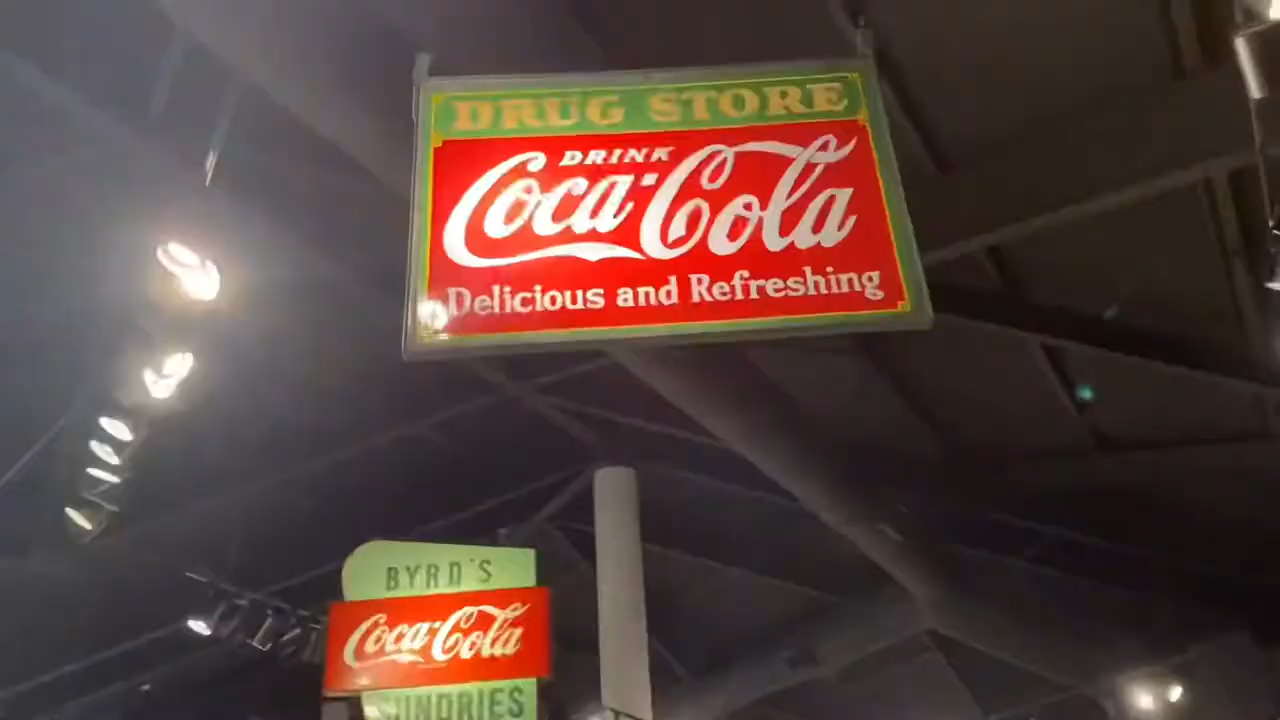 DRUG STORE
DRINK
Coca-Cola
Delicious and Refreshing
BYRD'S
Coca-Cola
SUNDRIES